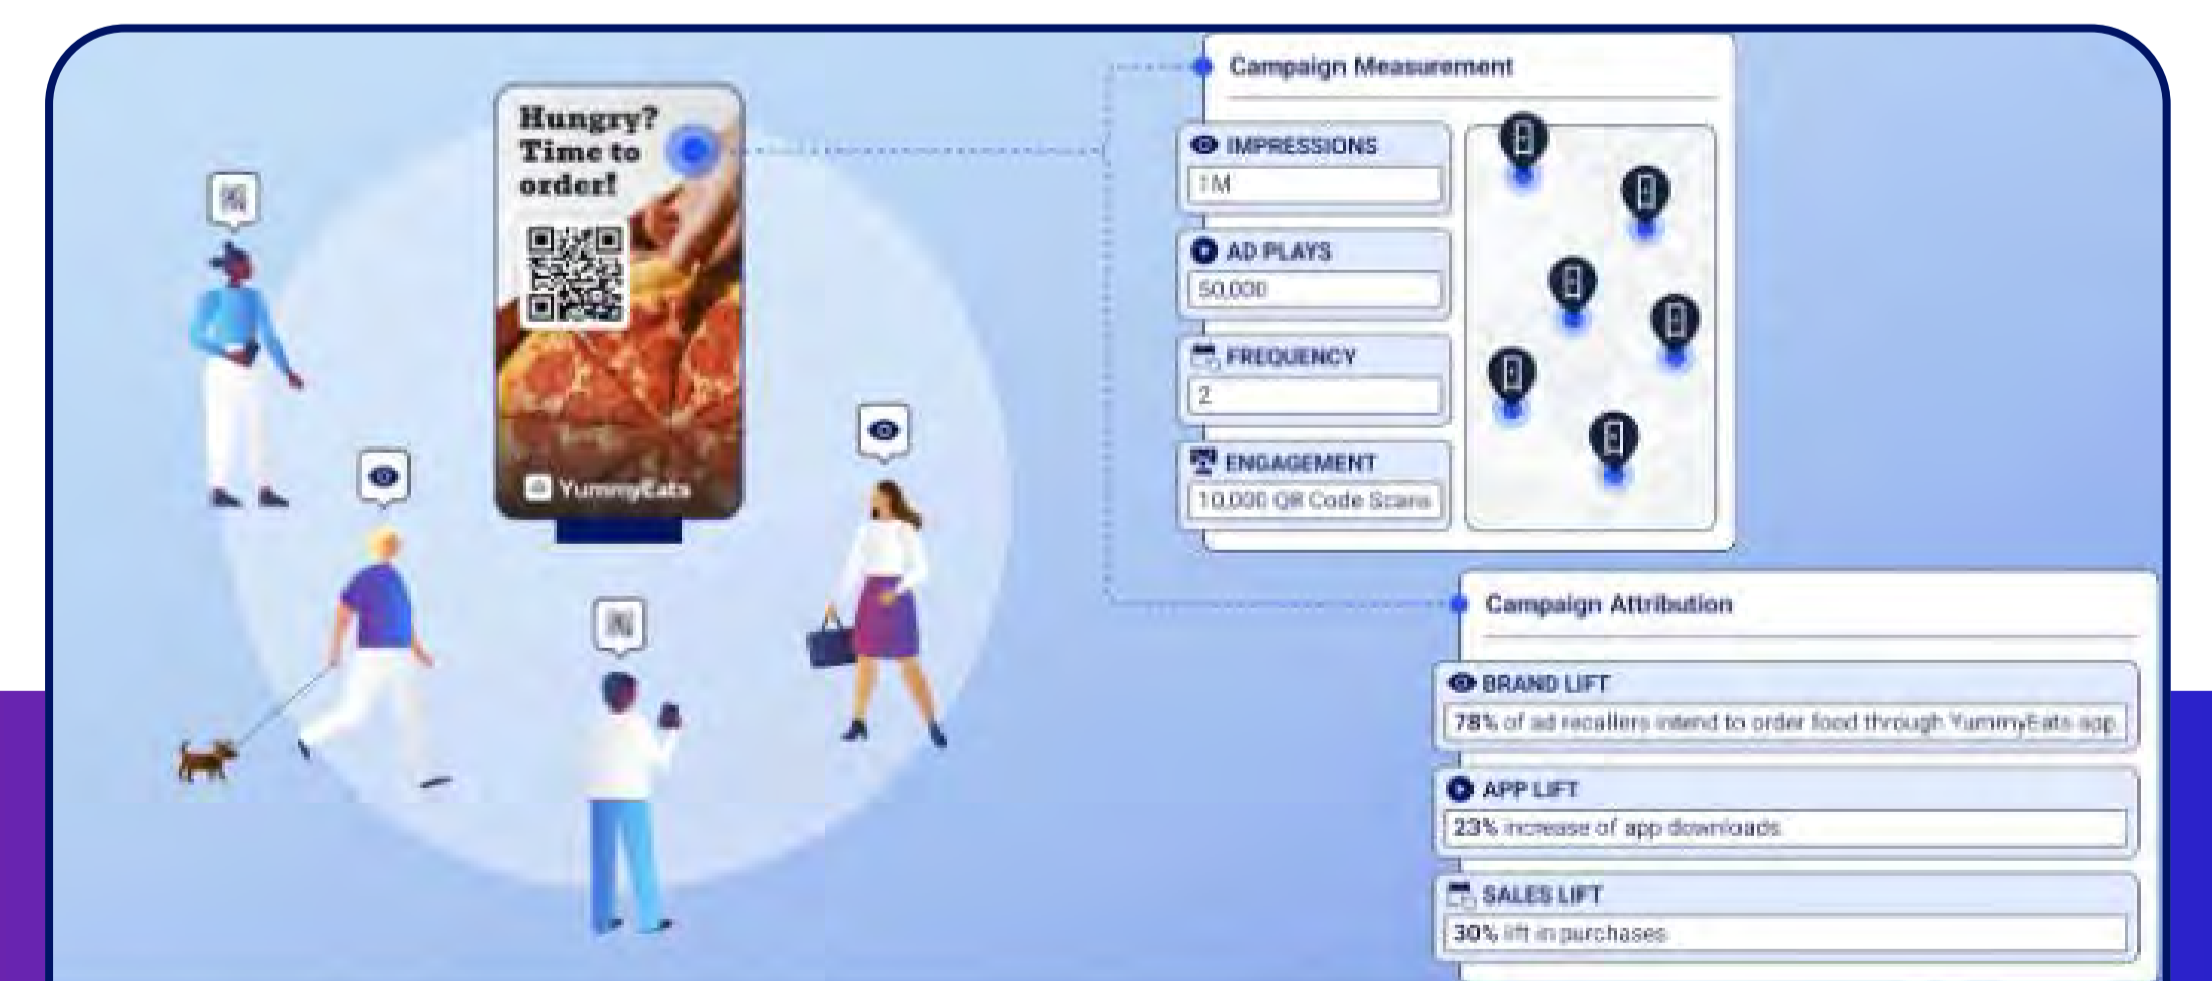 Hungry?
Time to
order!
YummyEats
Campaign Measurement
IMPRESSIONS
1M
AD PLAYS
50,000
FREQUENCY
2
ENGAGEMENT
10,000 QR Code Scans
Campaign Attribution
BRAND LIFT
78% of ad recallers intend to order food through YummyEats app.
APP LIFT
23% increase of app downloads
SALES LIFT
30% lift in purchases